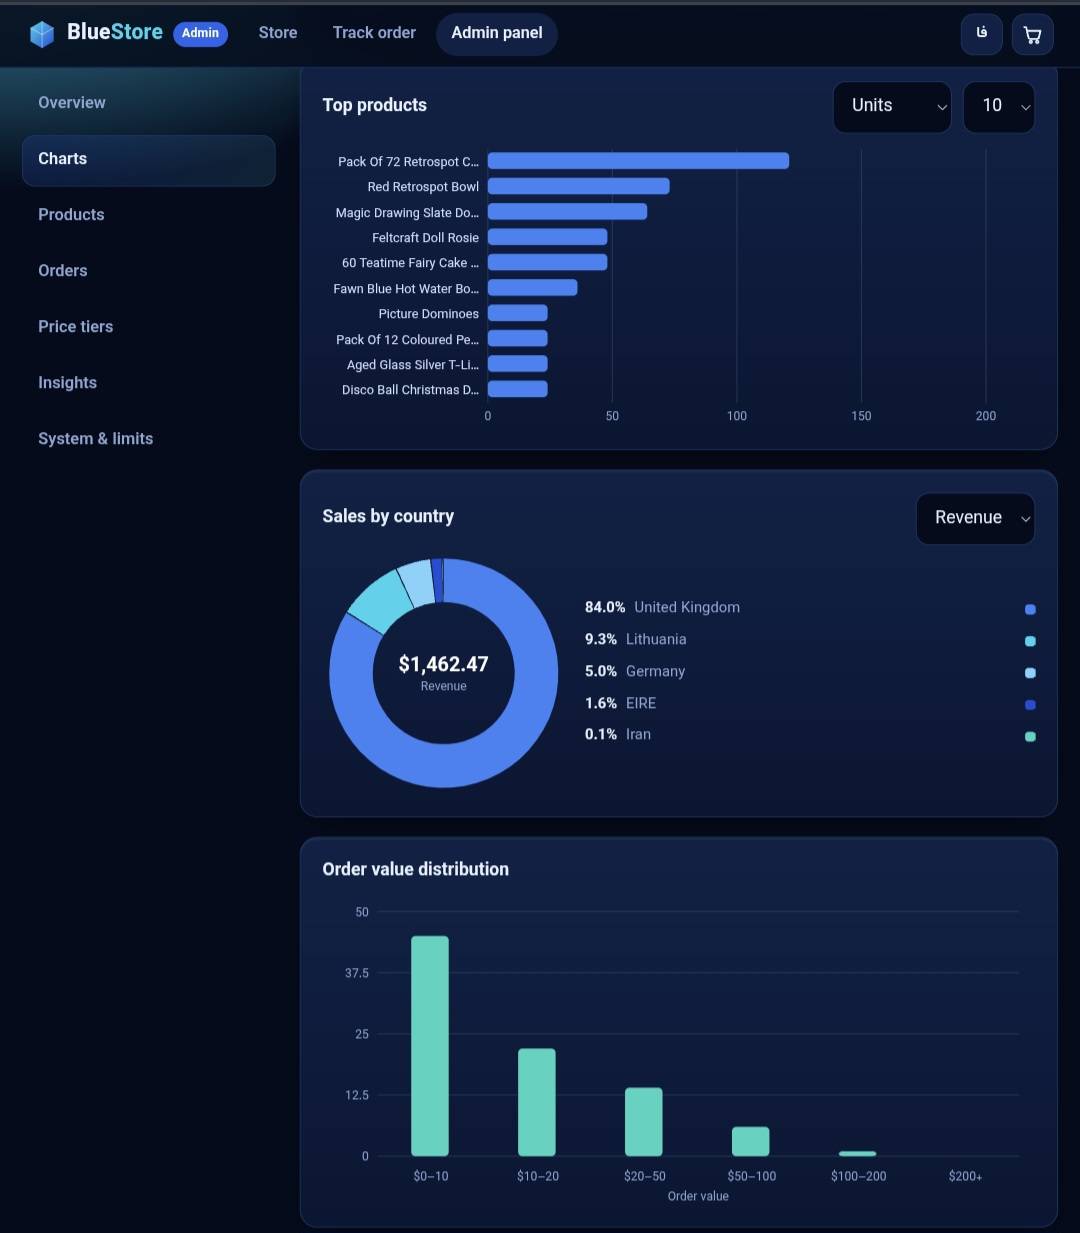 BlueStore Admin Store Track order Admin panel فا
Overview
Charts
Products
Orders
Price tiers
Insights
System & limits
Top products Units 10
Pack Of 72 Retrospot C...
Red Retrospot Bowl
Magic Drawing Slate Do...
Feltcraft Doll Rosie
60 Teatime Fairy Cake ...
Fawn Blue Hot Water Bo...
Picture Dominoes
Pack Of 12 Coloured Pe...
Aged Glass Silver T-Li...
Disco Ball Christmas D...
0 50 100 150 200
Sales by country Revenue
$1,462.47
Revenue
84.0% United Kingdom
9.3% Lithuania
5.0% Germany
1.6% EIRE
0.1% Iran
Order value distribution
50
37.5
25
12.5
0
$0–10 $10–20 $20–50 $50–100 $100–200 $200+
Order value